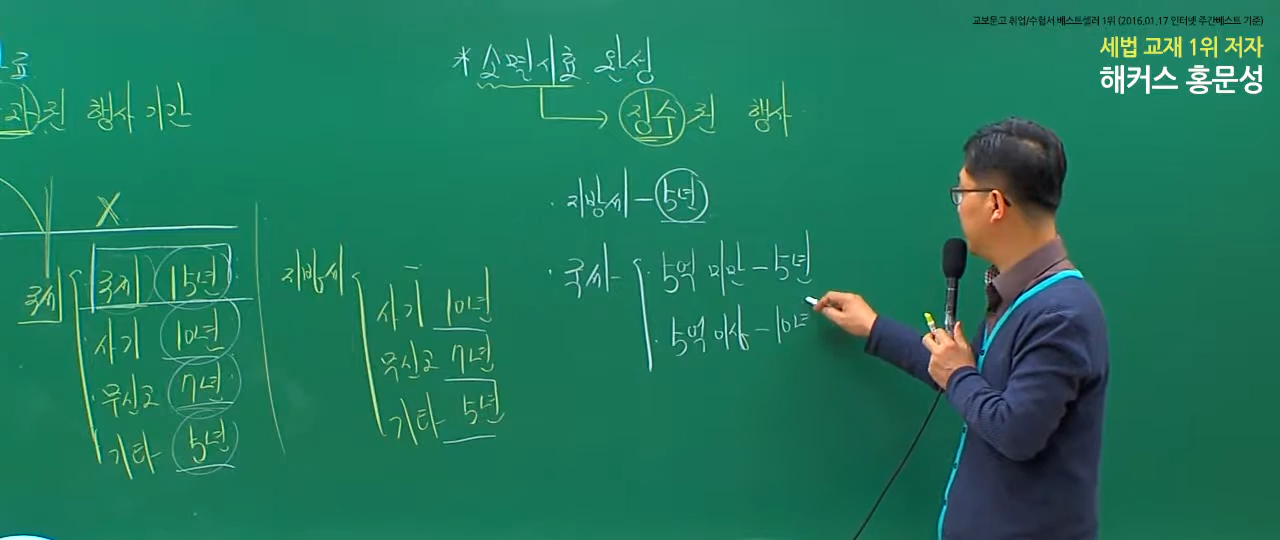 교보문고 취업/수험서 베스트셀러 1위 (2016.01.17 인터넷 주간베스트 기준)
세법 교재 1위 저자
해커스 홍문성
료
과권 행사 기간
X
국세
국제 15년
사기 10년
무신고 7년
기타 5년
지방세
사기 10년
무신고 7년
기타 5년
* 소멸시효 완성
징수권 행사
· 지방세 - 5년
· 국세 -
· 5억 미만 - 5년
· 5억 이상 - 10년